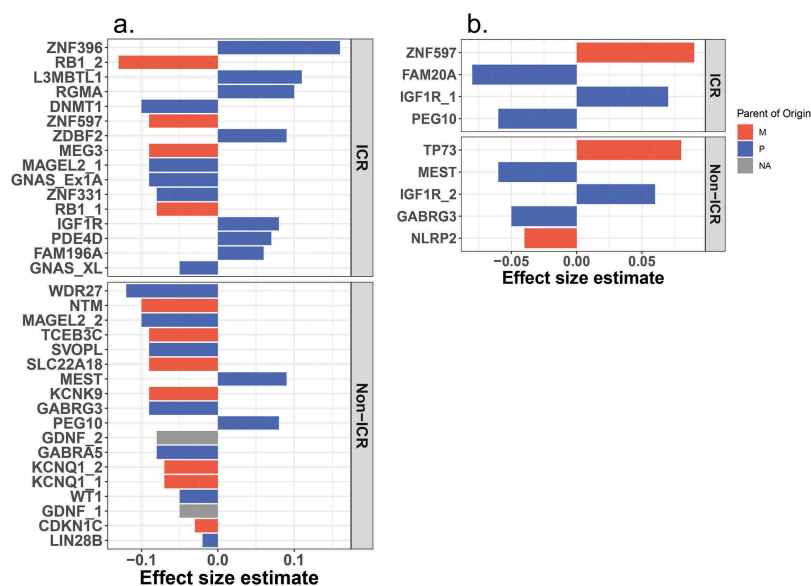 a.
ZNF396
RB1_2
L3MBTL1
RGMA
DNMT1
ZNF597
ZDBF2
MEG3
MAGEL2_1
GNAS_Ex1A
ZNF331
RB1_1
IGF1R
PDE4D
FAM196A
GNAS_XL
ICR
WDR27
NTM
MAGEL2_2
TCEB3C
SVOPL
SLC22A18
MEST
KCNK9
GABRG3
PEG10
GDNF_2
GABRA5
KCNQ1_2
KCNQ1_1
WT1
GDNF_1
CDKN1C
LIN28B
Non−ICR
−0.1 0.0 0.1
Effect size estimate
b.
ZNF597
FAM20A
IGF1R_1
PEG10
ICR
TP73
MEST
IGF1R_2
GABRG3
NLRP2
Non−ICR
−0.05 0.00 0.05
Effect size estimate
Parent of Origin
M
P
NA